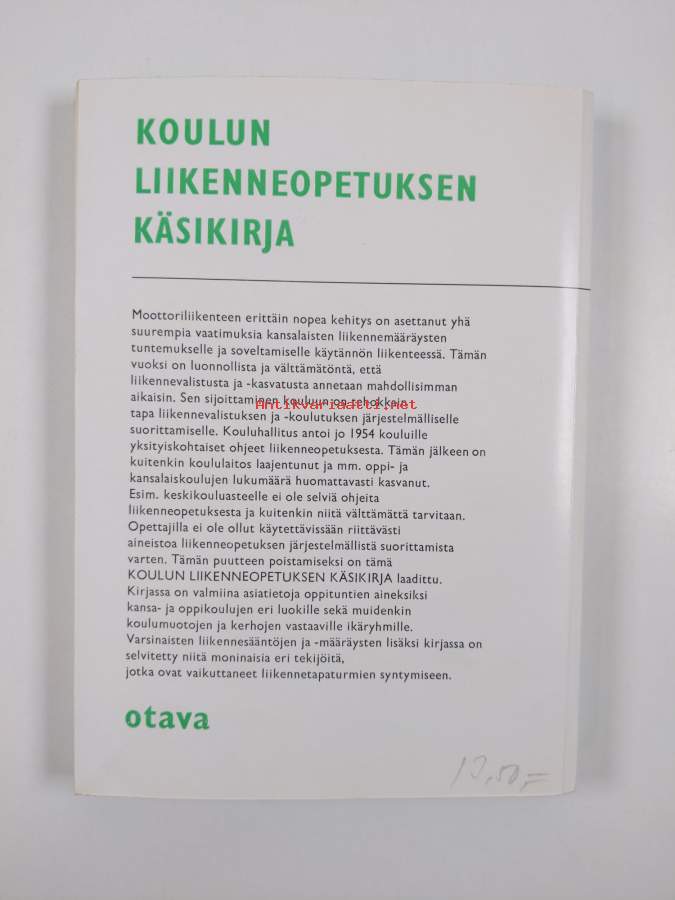 KOULUN
LIIKENNEOPETUKSEN
KÄSIKIRJA
Moottoriliikenteen erittäin nopea kehitys on asettanut yhä
suurempia vaatimuksia kansalaisten liikennemääräysten
tuntemukselle ja soveltamiselle käytännön liikenteessä. Tämän
vuoksi on luonnollista ja välttämätöntä, että
liikennevalistusta ja -kasvatusta annetaan mahdollisimman
aikaisin. Sen sijoittaminen kouluun on tehokkain
Antikvariaatti.net
tapa liikennevalistuksen ja -koulutuksen järjestelmälliselle
suorittamiselle. Kouluhallitus antoi jo 1954 kouluille
yksityiskohtaiset ohjeet liikenneopetuksesta. Tämän jälkeen on
kuitenkin koululaitos laajentunut ja mm. oppi- ja
kansalaiskoulujen lukumäärä huomattavasti kasvanut.
Esim. keskikouluasteelle ei ole selviä ohjeita
liikenneopetuksesta ja kuitenkin niitä välttämättä tarvitaan.
Opettajilla ei ole ollut käytettävissään riittävästi
aineistoa liikenneopetuksen järjestelmällistä suorittamista
varten. Tämän puutteen poistamiseksi on tämä
KOULUN LIIKENNEOPETUKSEN KÄSIKIRJA laadittu.
Kirjassa on valmiina asiatietoja oppituntien aineksiksi
kansa- ja oppikoulujen eri luokille sekä muidenkin
koulumuotojen ja kerhojen vastaaville ikäryhmille.
Varsinaisten liikennesääntöjen ja -määräysten lisäksi kirjassa on
selvitetty niitä moninaisia eri tekijöitä,
jotka ovat vaikuttaneet liikennetapaturmien syntymiseen.
otava